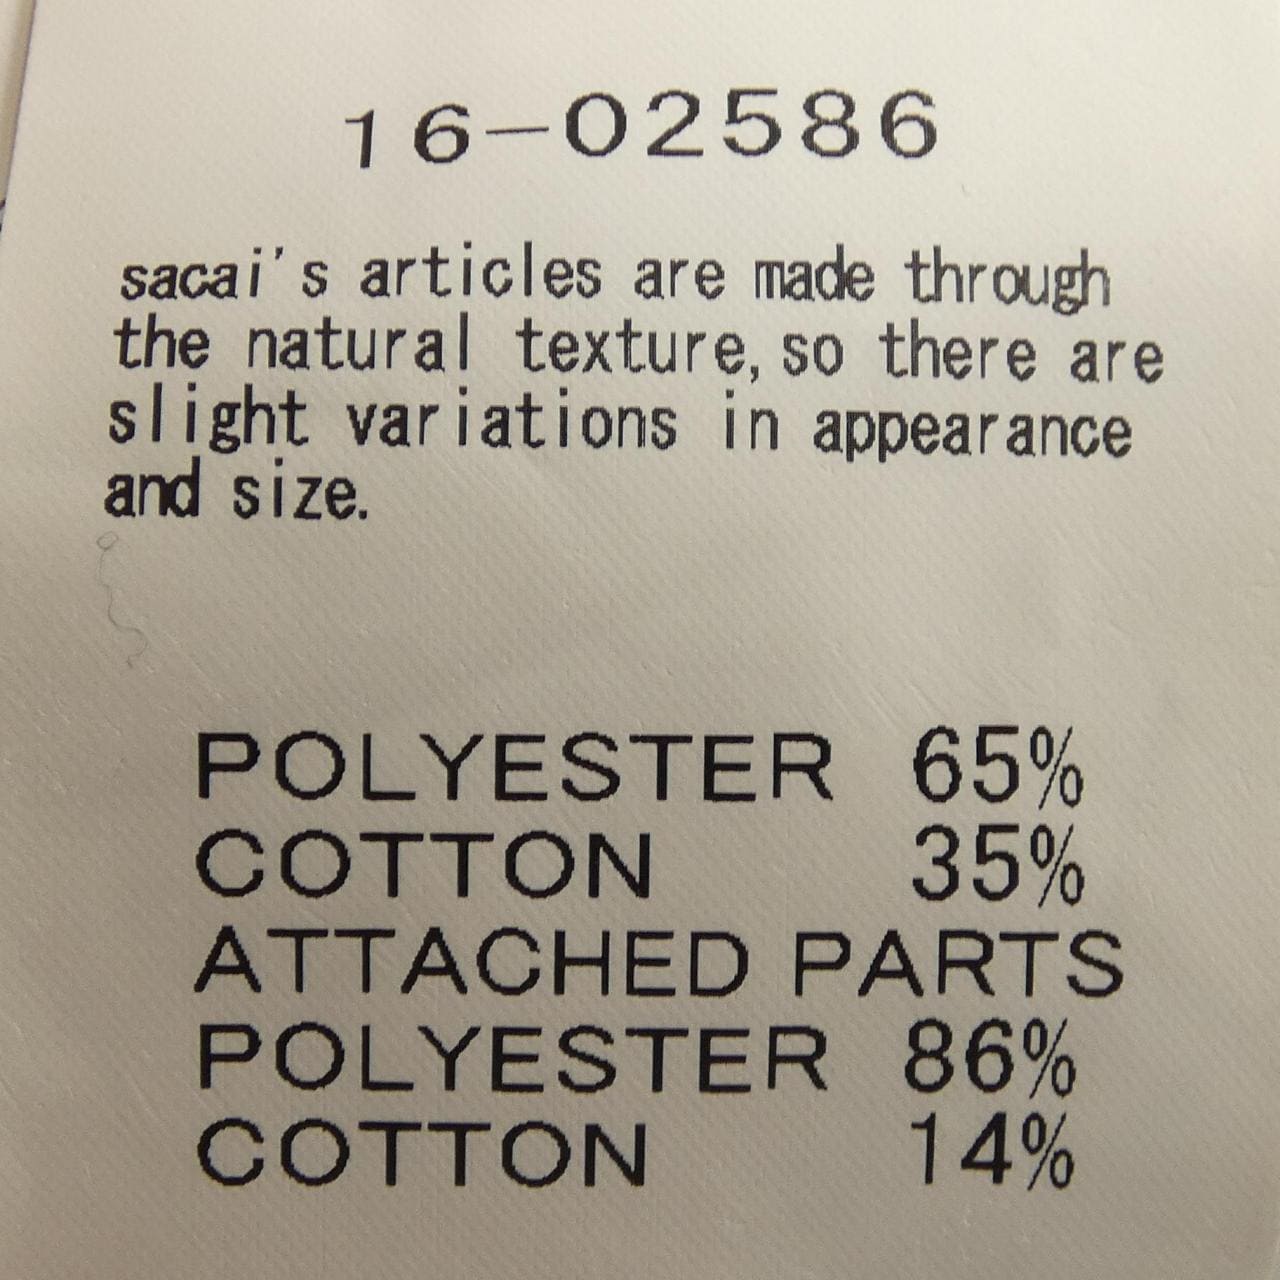 16-02586
sacai's articles are made through
the natural texture, so there are
slight variations in appearance
and size.
POLYESTER 65%
COTTON 35%
ATTACHED PARTS
POLYESTER 86%
COTTON 14%